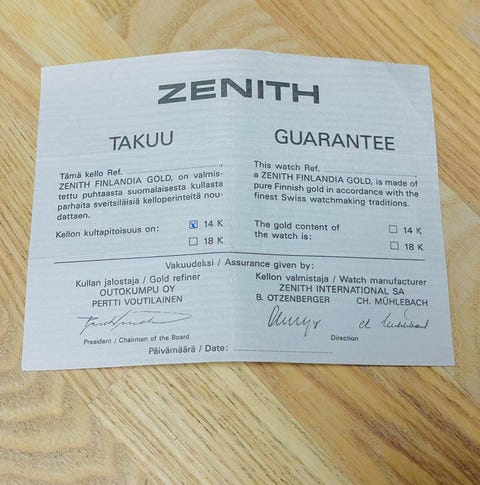 ZENITH
TAKUU
Tämä kello Ref. ,
ZENITH FINLANDIA GOLD, on valmis-
tettu puhtaasta suomalaisesta kullasta
parhaita sveitsiläisiä kelloperinteitä nou-
dattaen.
Kellon kultapitoisuus on: 14 K
18 K
GUARANTEE
This watch Ref. ,
a ZENITH FINLANDIA GOLD, is made of
pure Finnish gold in accordance with the
finest Swiss watchmaking traditions.
The gold content of 14 K
the watch is: 18 K
Vakuudeksi / Assurance given by:
Kullan jalostaja / Gold refiner
OUTOKUMPU OY
PERTTI VOUTILAINEN
President / Chairman of the Board
Kellon valmistaja / Watch manufacturer
ZENITH INTERNATIONAL SA
B. OTZENBERGER CH. MÜHLEBACH
Direction
Päivämäärä / Date: